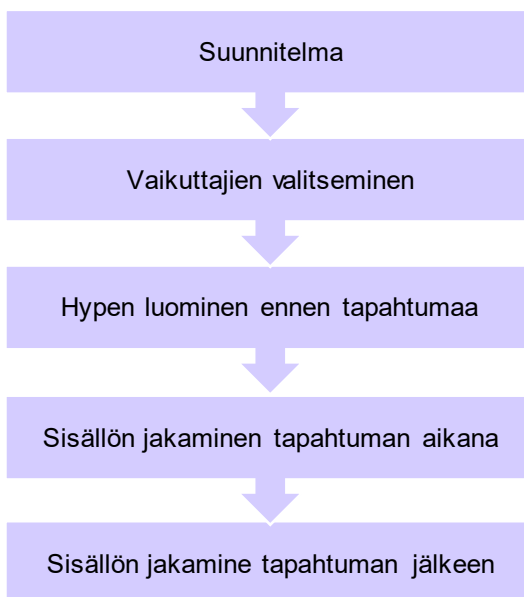 Suunnitelma
Vaikuttajien valitseminen
Hypen luominen ennen tapahtumaa
Sisällön jakaminen tapahtuman aikana
Sisällön jakamine tapahtuman jälkeen